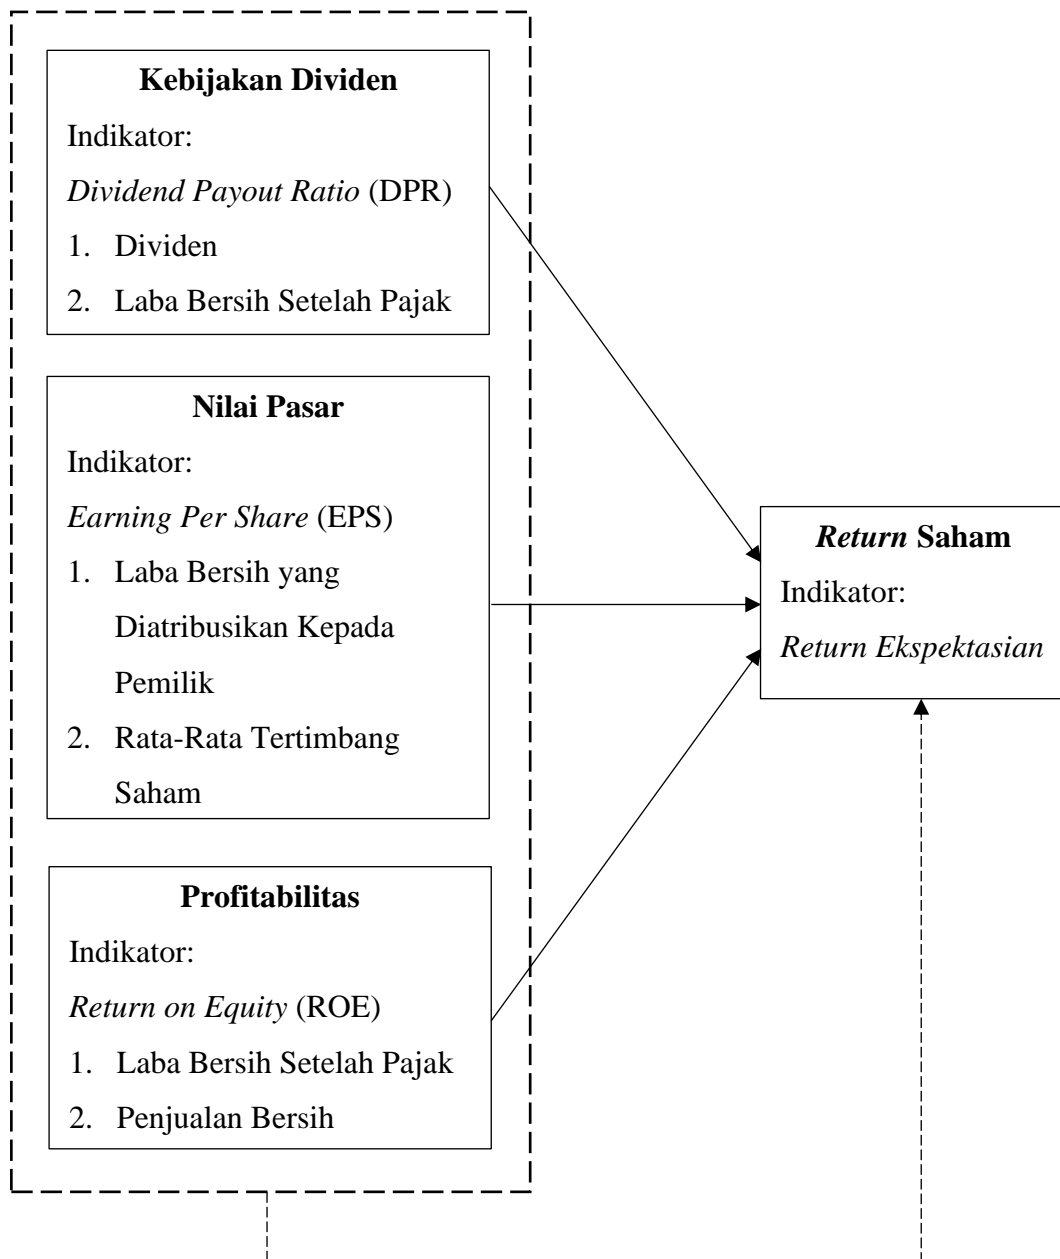 Kebijakan Dividen
Indikator:
Dividend Payout Ratio (DPR)
1. Dividen
2. Laba Bersih Setelah Pajak
Nilai Pasar
Indikator:
Earning Per Share (EPS)
1. Laba Bersih yang
Diatribusikan Kepada
Pemilik
2. Rata-Rata Tertimbang
Saham
Profitabilitas
Indikator:
Return on Equity (ROE)
1. Laba Bersih Setelah Pajak
2. Penjualan Bersih
Return Saham
Indikator:
Return Ekspektasian